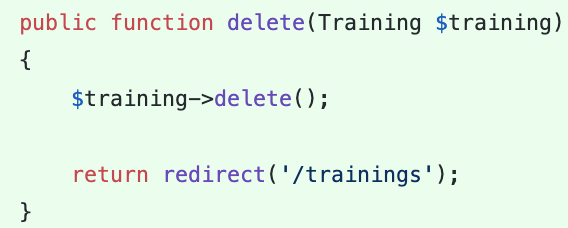 public function delete(Training $training)
{
    $training->delete();

    return redirect('/trainings');
}